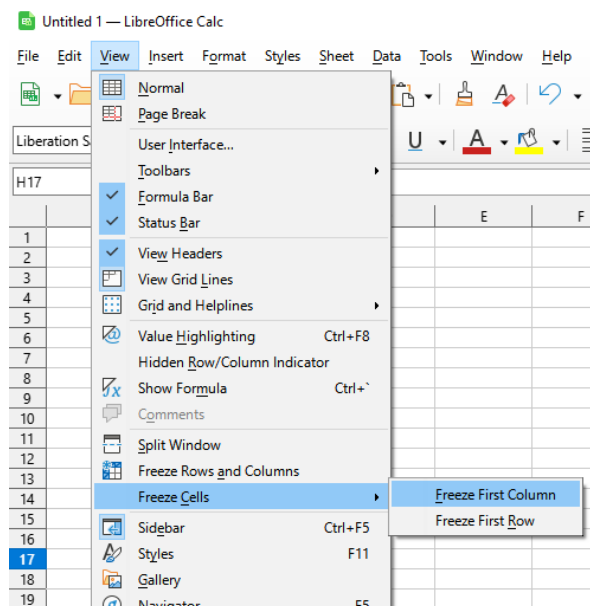 Untitled 1 — LibreOffice Calc
File Edit View Insert Format Styles Sheet Data Tools Window Help
Normal
Page Break
Liberation S
User Interface...
U A
Toolbars
H17
Formula Bar
Status Bar
E F
View Headers
View Grid Lines
Grid and Helplines
Value Highlighting Ctrl+F8
Hidden Row/Column Indicator
Show Formula Ctrl+`
Comments
Split Window
Freeze Rows and Columns
Freeze Cells
Freeze First Column
Freeze First Row
Sidebar Ctrl+F5
Styles F11
Gallery
Navigator F5
1
2
3
4
5
6
7
8
9
10
11
12
13
14
15
16
17
18
19